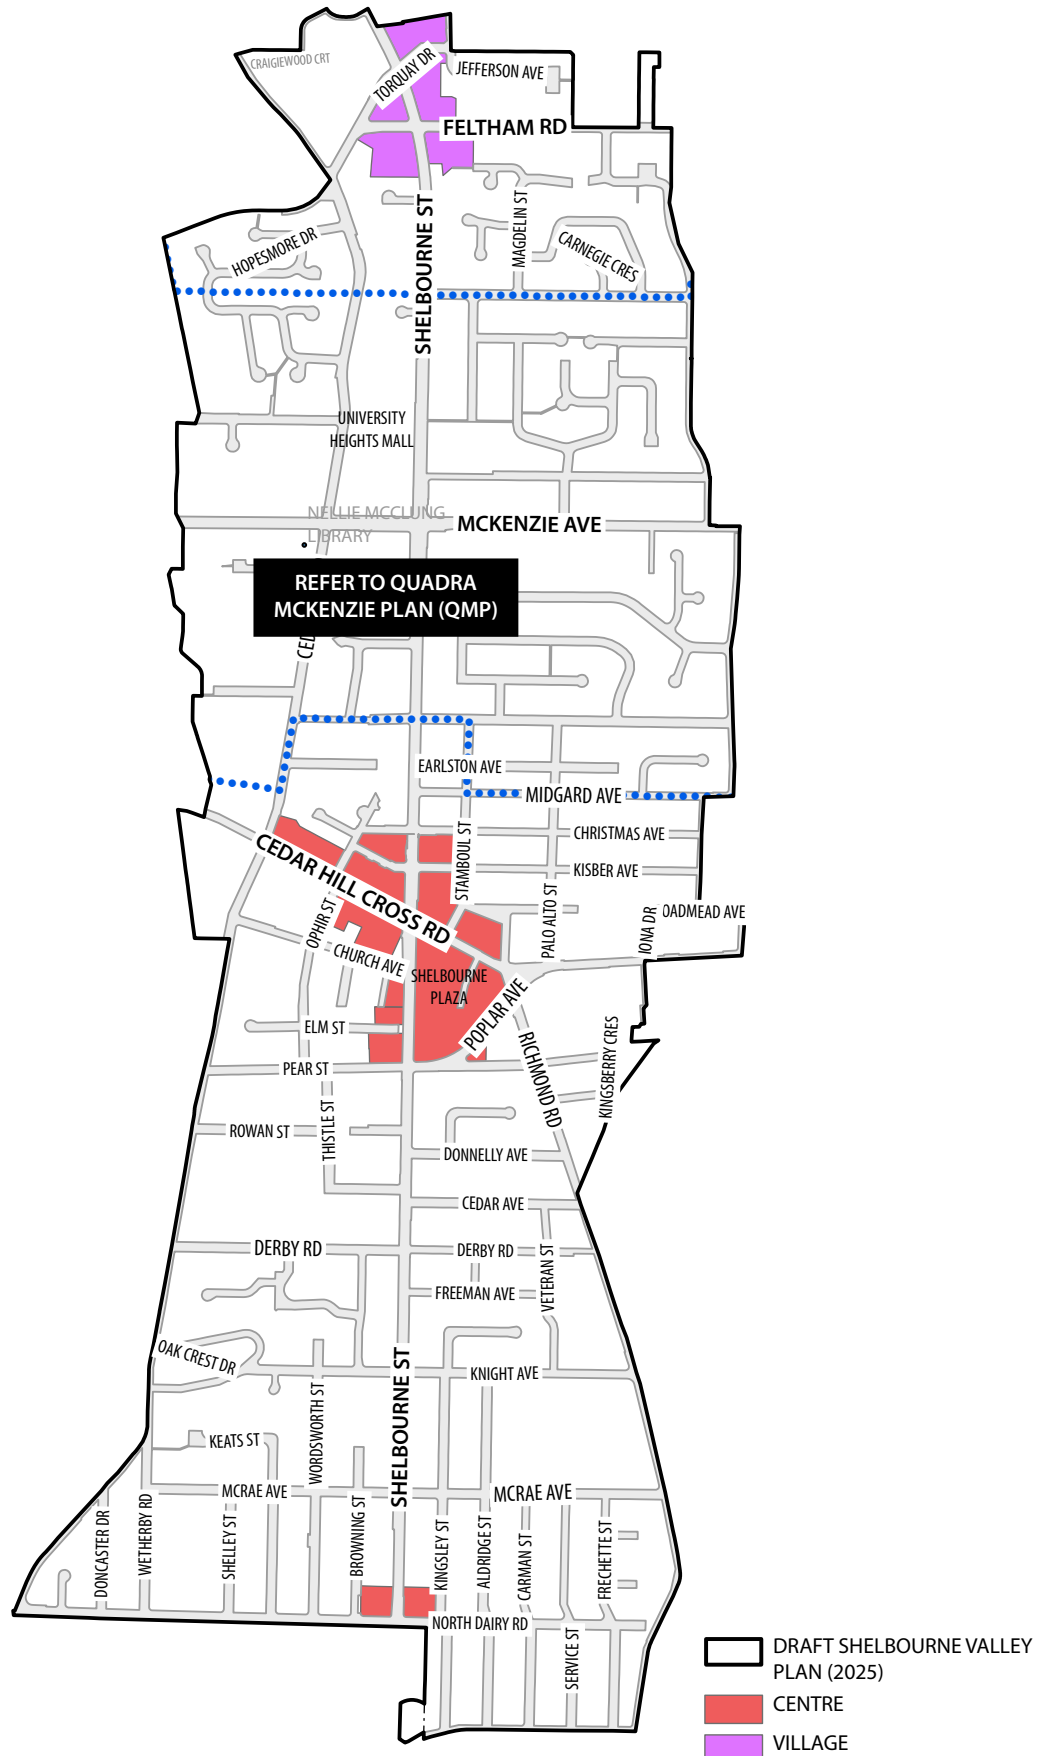 CRAIGIEWOOD CRT
TORQUAY DR
JEFFERSON AVE
FELTHAM RD
SHELBOURNE ST
MAGDELIN ST
HOPESMORE DR
CARNEGIE CRES
UNIVERSITY
HEIGHTS MALL
NELLIE MCCLUNG
LIBRARY
MCKENZIE AVE
REFER TO QUADRA
MCKENZIE PLAN (QMP)
CED
EARLSTON AVE
MIDGARD AVE
STAMBOUL ST
CHRISTMAS AVE
CEDAR HILL CROSS RD
KISBER AVE
PALO ALTO ST
OPHIR ST
IONA DR
OADMEAD AVE
CHURCH AVE
SHELBOURNE
PLAZA
POPLAR AVE
ELM ST
RICHMOND RD
KINGSBERRY CRES
PEAR ST
THISTLE ST
ROWAN ST
DONNELLY AVE
CEDAR AVE
DERBY RD
DERBY RD
VETERAN ST
FREEMAN AVE
OAK CREST DR
SHELBOURNE ST
KNIGHT AVE
WORDSWORTH ST
KEATS ST
MCRAE AVE
MCRAE AVE
DONCASTER DR
WETHERBY RD
SHELLEY ST
BROWNING ST
KINGSLEY ST
ALDRIDGE ST
CARMAN ST
FRECHETTE ST
NORTH DAIRY RD
SERVICE ST
DRAFT SHELBOURNE VALLEY
PLAN (2025)
CENTRE
VILLAGE